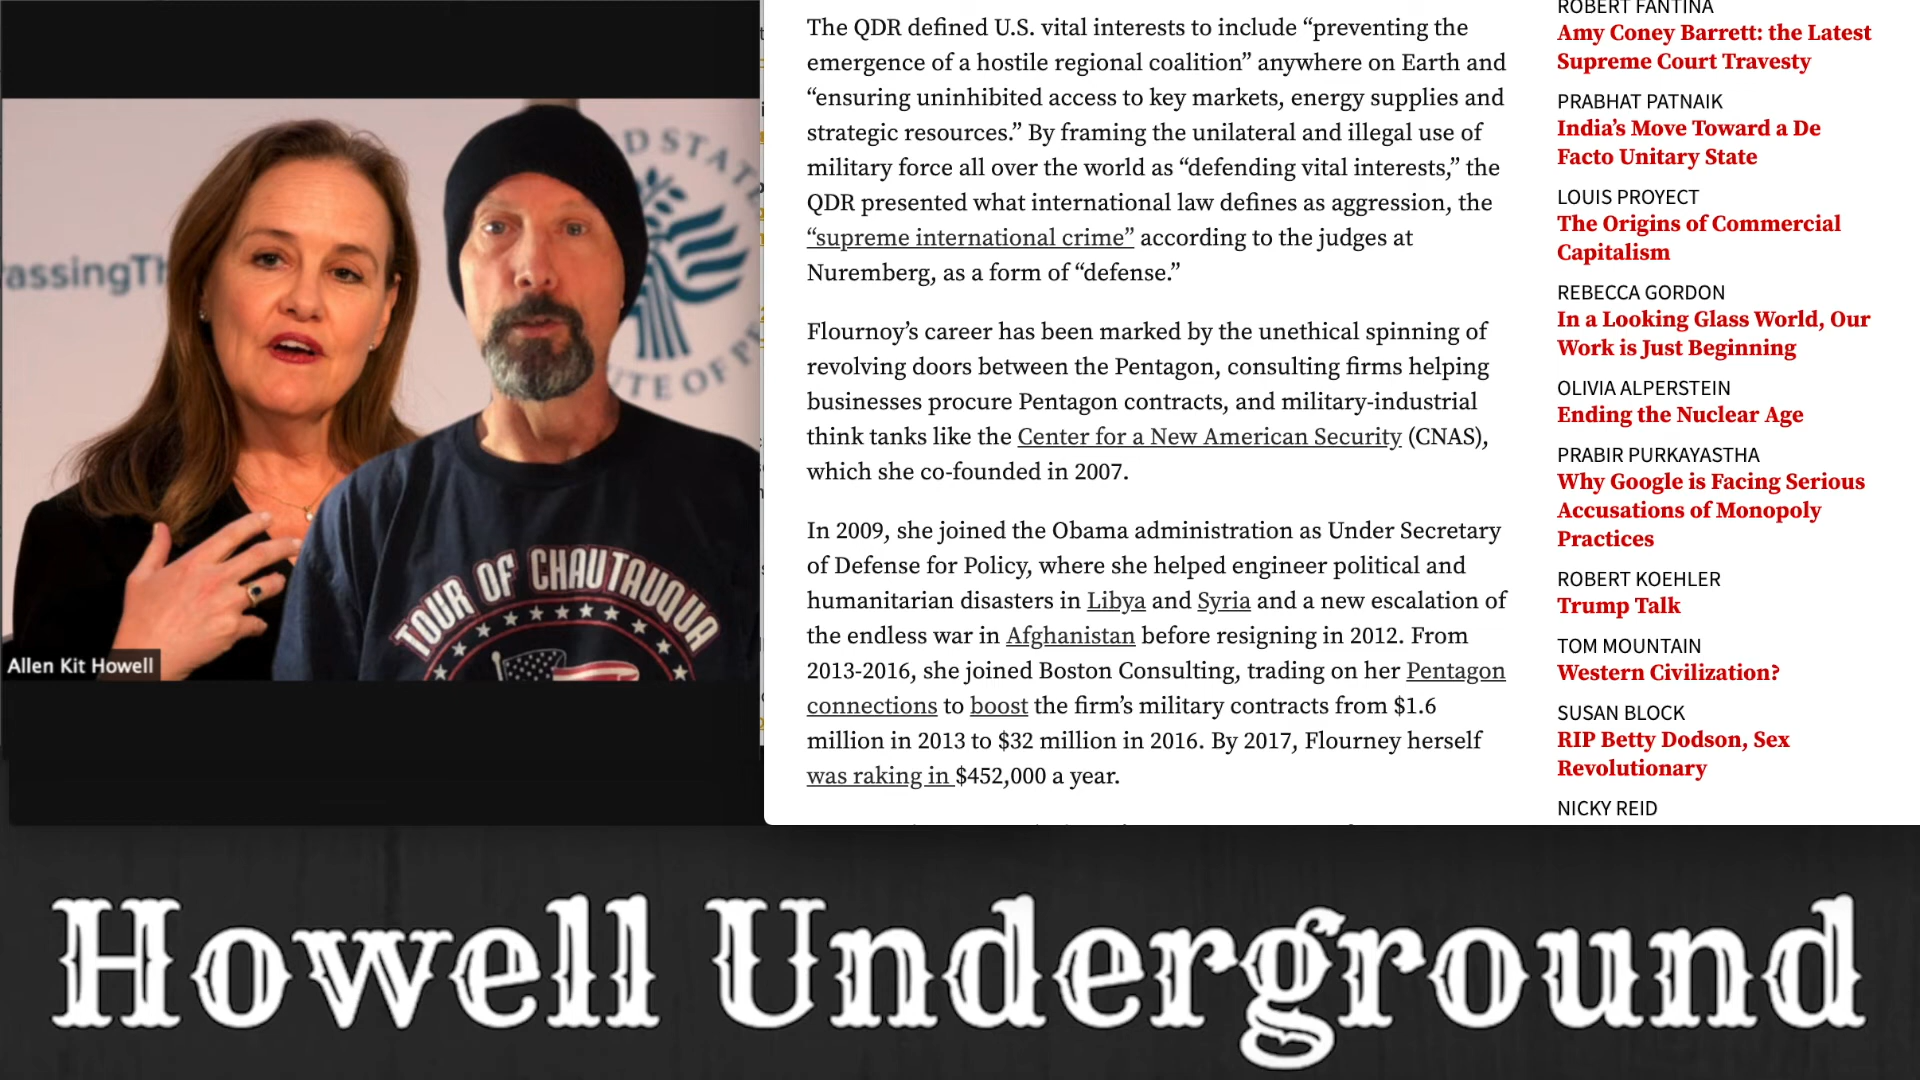 D STATE
assingTh
TUTE OF PE
TOUR OF CHAUTAUQUA
Allen Kit Howell
The QDR defined U.S. vital interests to include “preventing the
emergence of a hostile regional coalition” anywhere on Earth and
“ensuring uninhibited access to key markets, energy supplies and
strategic resources.” By framing the unilateral and illegal use of
military force all over the world as “defending vital interests,” the
QDR presented what international law defines as aggression, the
“supreme international crime” according to the judges at
Nuremberg, as a form of “defense.”
Flournoy’s career has been marked by the unethical spinning of
revolving doors between the Pentagon, consulting firms helping
businesses procure Pentagon contracts, and military-industrial
think tanks like the Center for a New American Security (CNAS),
which she co-founded in 2007.
In 2009, she joined the Obama administration as Under Secretary
of Defense for Policy, where she helped engineer political and
humanitarian disasters in Libya and Syria and a new escalation of
the endless war in Afghanistan before resigning in 2012. From
2013-2016, she joined Boston Consulting, trading on her Pentagon
connections to boost the firm’s military contracts from $1.6
million in 2013 to $32 million in 2016. By 2017, Flourney herself
was raking in $452,000 a year.
ROBERT FANTINA
Amy Coney Barrett: the Latest
Supreme Court Travesty
PRABHAT PATNAIK
India’s Move Toward a De
Facto Unitary State
LOUIS PROYECT
The Origins of Commercial
Capitalism
REBECCA GORDON
In a Looking Glass World, Our
Work is Just Beginning
OLIVIA ALPERSTEIN
Ending the Nuclear Age
PRABIR PURKAYASTHA
Why Google is Facing Serious
Accusations of Monopoly
Practices
ROBERT KOEHLER
Trump Talk
TOM MOUNTAIN
Western Civilization?
SUSAN BLOCK
RIP Betty Dodson, Sex
Revolutionary
NICKY REID
Howell Underground